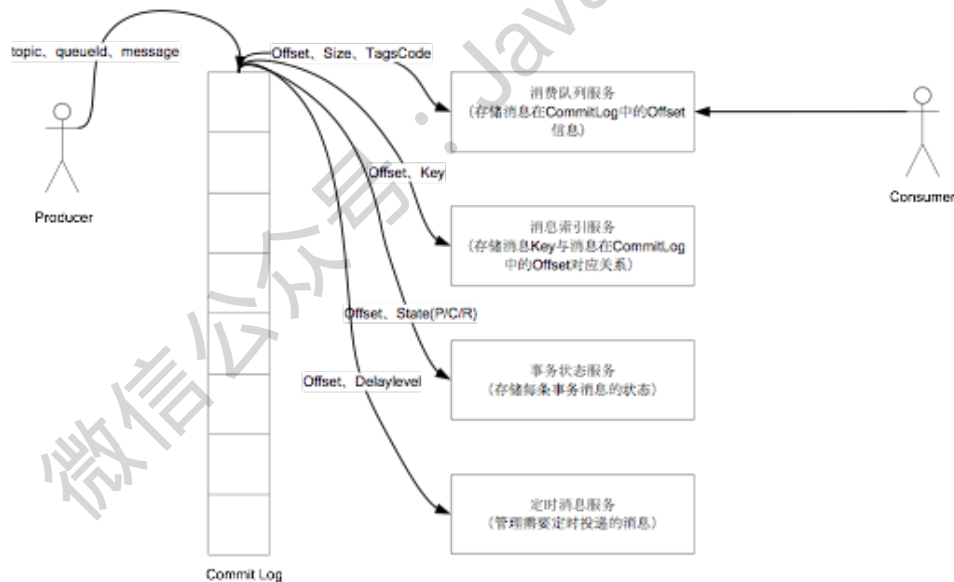 topic、queueId、message
Offset、Size、TagsCode
消费队列服务
（存储消息在CommitLog中的Offset
信息）
Producer
Consumer
Offset、Key
消息索引服务
（存储消息Key与消息在CommitLog
中的Offset对应关系）
Offset、State(P/C/R)
事务状态服务
（存储每条事务消息的状态）
Offset、Delaylevel
定时消息服务
（管理需要定时投递的消息）
Commit Log
微信公众号：Java